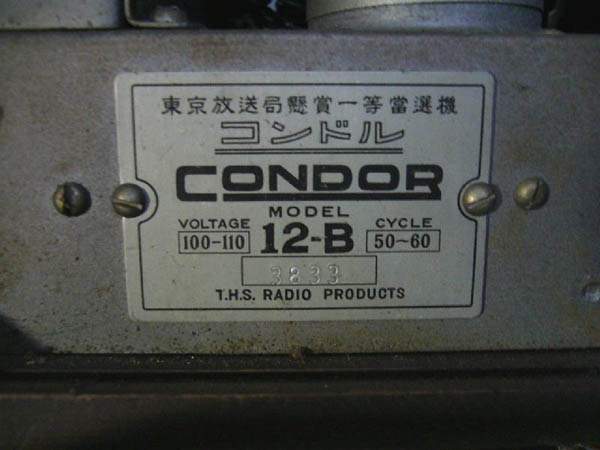 東京放送局懸賞一等當選機
コンドル
CONDOR
MODEL
VOLTAGE 12-B CYCLE
100-110 50~60
3833
T.H.S. RADIO PRODUCTS